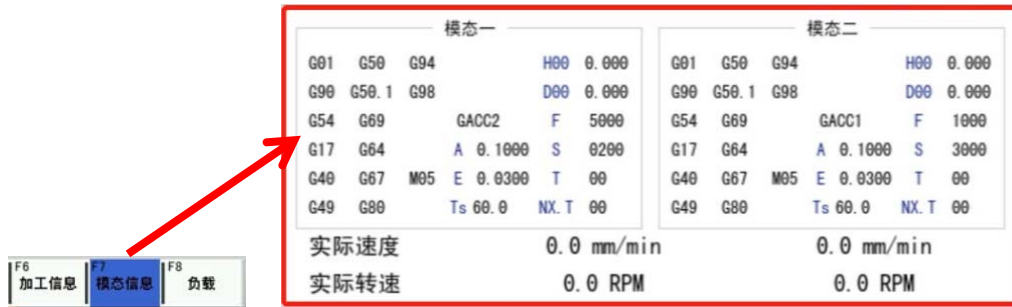 模态一
G01 G50 G94 H00 0.000
G90 G50.1 G98 D00 0.000
G54 G69 GACC2 F 5000
G17 G64 A 0.1000 S 0200
G40 G67 M05 E 0.0300 T 00
G49 G80 Ts 60.0 NX.T 00
模态二
G01 G50 G94 H00 0.000
G90 G50.1 G98 D00 0.000
G54 G69 GACC1 F 1000
G17 G64 A 0.1000 S 3000
G40 G67 M05 E 0.0300 T 00
G49 G80 Ts 60.0 NX.T 00
实际速度 0.0 mm/min 0.0 mm/min
实际转速 0.0 RPM 0.0 RPM
F6 加工信息
F7 模态信息
F8 负载